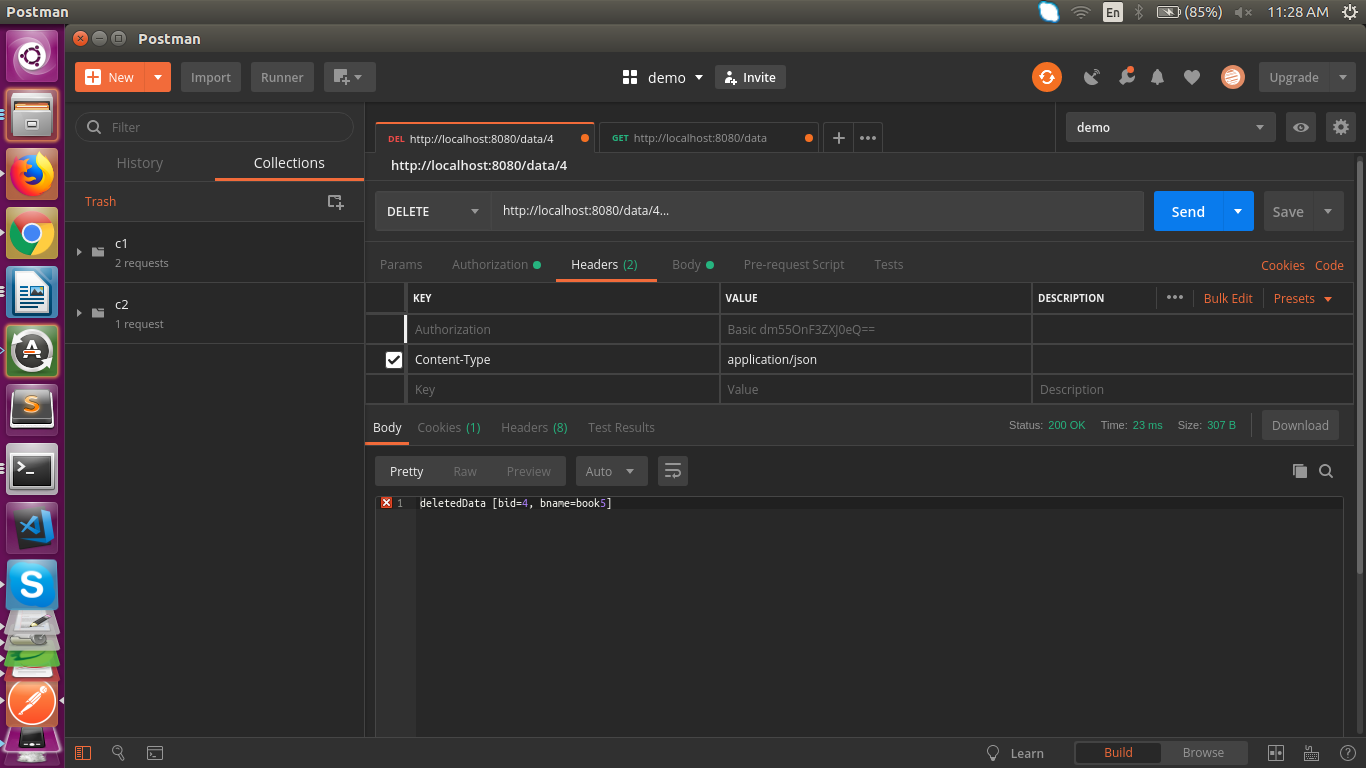 Postman
En
(85%)
11:28 AM
Postman
New
Import
Runner
demo
Invite
Upgrade
Filter
History
Collections
Trash
c1
2 requests
c2
1 request
DEL http://localhost:8080/data/4
GET http://localhost:8080/data
demo
http://localhost:8080/data/4
DELETE
http://localhost:8080/data/4...
Send
Save
Params
Authorization
Headers (2)
Body
Pre-request Script
Tests
Cookies
Code
KEY
VALUE
DESCRIPTION
Bulk Edit
Presets
Authorization
Basic dm55OnF3ZXJ0eQ==
Content-Type
application/json
Key
Value
Description
Body
Cookies (1)
Headers (8)
Test Results
Status: 200 OK
Time: 23 ms
Size: 307 B
Download
Pretty
Raw
Preview
Auto
1
deletedData [bid=4, bname=book5]
Learn
Build
Browse